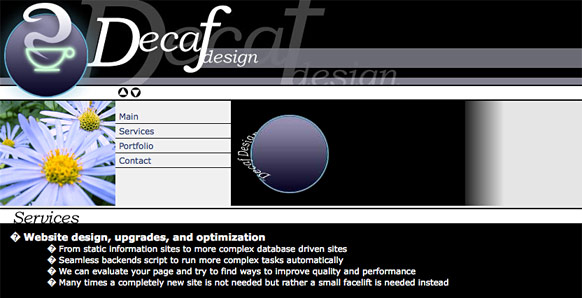 Decaf
design
Decaf
design
Main
Services
Portfolio
Contact
Decaf Design
Services
� Website design, upgrades, and optimization
� From static information sites to more complex database driven sites
� Seamless backends script to run more complex tasks automatically
� We can evaluate your page and try to find ways to improve quality and performance
� Many times a completely new site is not needed but rather a small facelift is needed instead